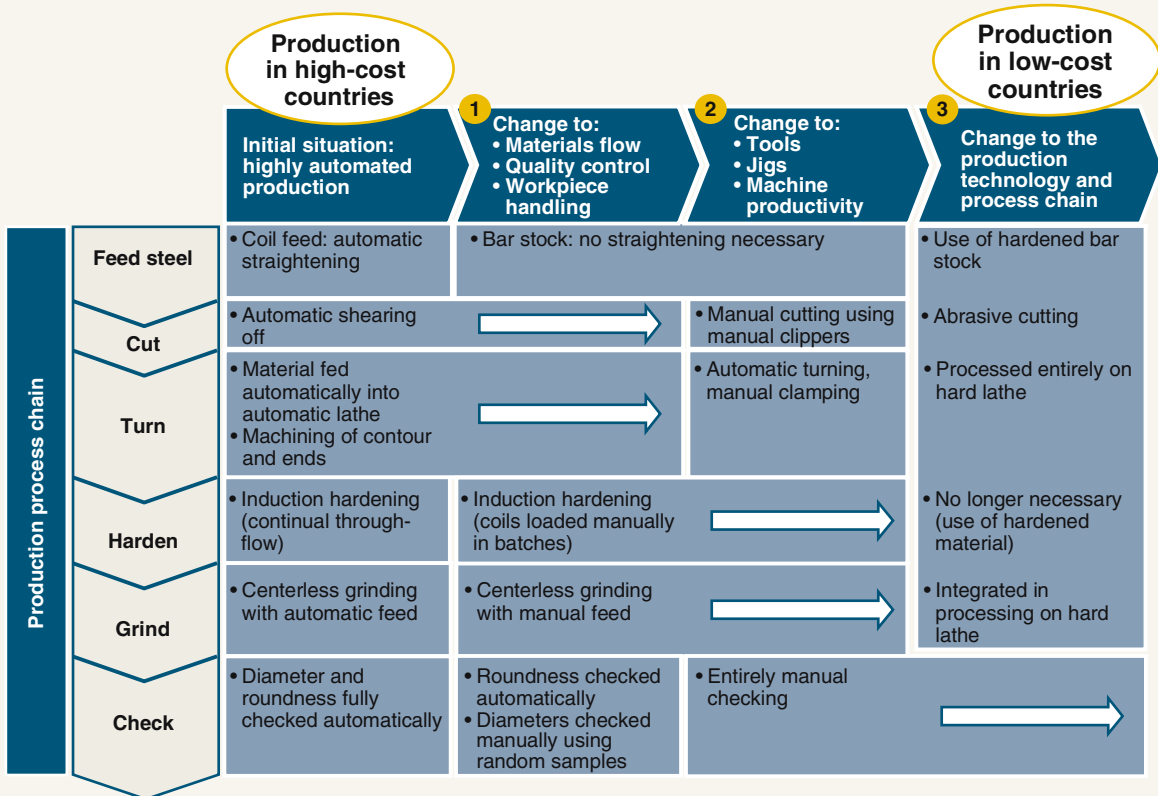 Production
in high-cost
countries
Production
in low-cost
countries
Initial situation:
highly automated
production
1
Change to:
• Materials flow
• Quality control
• Workpiece
handling
2
Change to:
• Tools
• Jigs
• Machine
productivity
3
Change to the
production
technology and
process chain
Production process chain
Feed steel
• Coil feed: automatic
straightening
• Bar stock: no straightening necessary
• Use of hardened bar
stock
Cut
• Automatic shearing
off
• Manual cutting using
manual clippers
• Abrasive cutting
Turn
• Material fed
automatically into
automatic lathe
• Machining of contour
and ends
• Automatic turning,
manual clamping
• Processed entirely on
hard lathe
Harden
• Induction hardening
(continual through-
flow)
• Induction hardening
(coils loaded manually
in batches)
• No longer necessary
(use of hardened
material)
Grind
• Centerless grinding
with automatic feed
• Centerless grinding
with manual feed
• Integrated in
processing on hard
lathe
Check
• Diameter and
roundness fully
checked automatically
• Roundness checked
automatically
• Diameters checked
manually using
random samples
• Entirely manual
checking